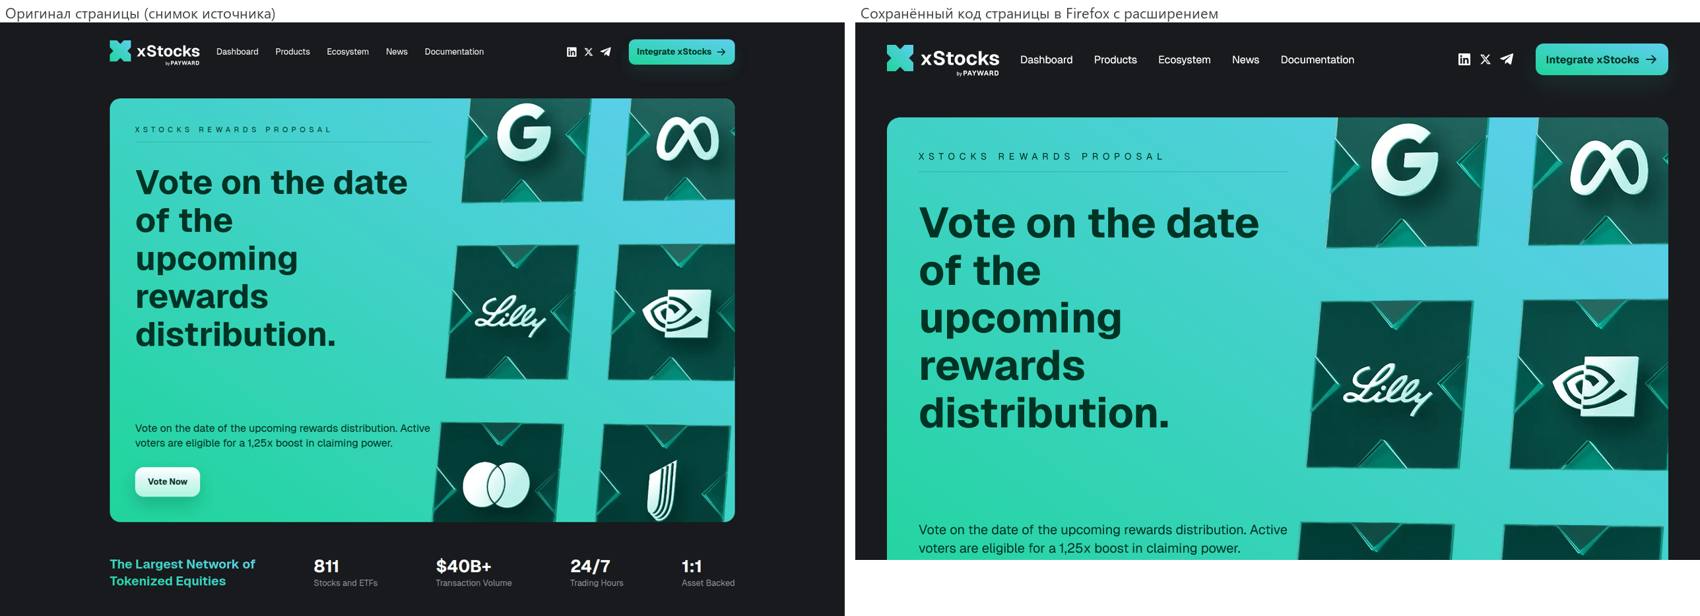 Оригинал страницы (снимок источника)
xStocks
by PAYWARD
Dashboard
Products
Ecosystem
News
Documentation
Integrate xStocks →
XSTOCKS REWARDS PROPOSAL
Vote on the date
of the
upcoming
rewards
distribution.
Vote on the date of the upcoming rewards distribution. Active
voters are eligible for a 1,25x boost in claiming power.
Vote Now
G
Lilly
The Largest Network of
Tokenized Equities
811
Stocks and ETFs
$40B+
Transaction Volume
24/7
Trading Hours
1:1
Asset Backed
Сохранённый код страницы в Firefox с расширением
xStocks
by PAYWARD
Dashboard
Products
Ecosystem
News
Documentation
Integrate xStocks →
XSTOCKS REWARDS PROPOSAL
Vote on the date
of the
upcoming
rewards
distribution.
Vote on the date of the upcoming rewards distribution. Active
voters are eligible for a 1,25x boost in claiming power.
G
Lilly